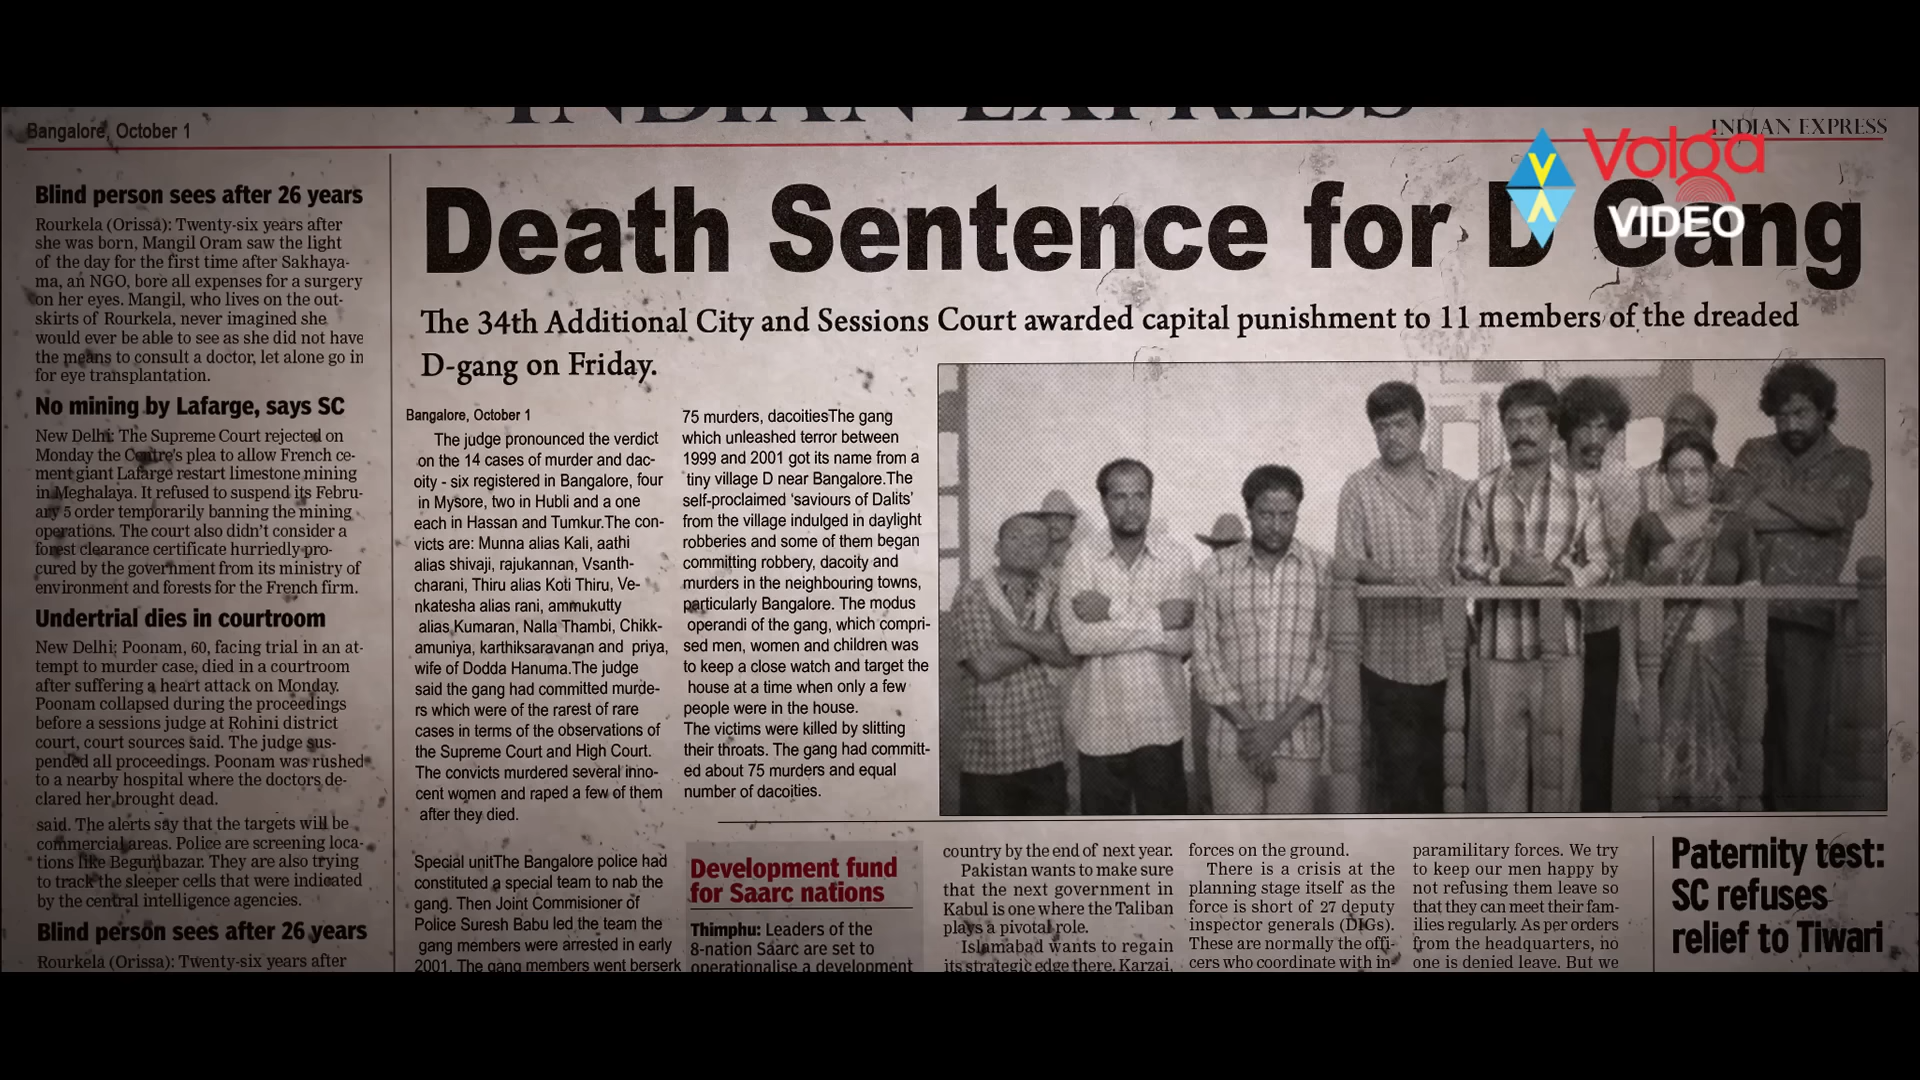 INDIAN EXPRESS
Bangalore, October 1
INDIAN EXPRESS
Volga
VIDEO
Blind person sees after 26 years
Rourkela (Orissa): Twenty-six years after
she was born, Mangil Oram saw the light
of the day for the first time after Sakhaya-
ma, an NGO, bore all expenses for a surgery
on her eyes. Mangil, who lives on the out-
skirts of Rourkela, never imagined she
would ever be able to see as she did not have
the means to consult a doctor, let alone go in
for eye transplantation.
No mining by Lafarge, says SC
New Delhi: The Supreme Court rejected on
Monday the Centre's plea to allow French ce-
ment giant Lafarge restart limestone mining
in Meghalaya. It refused to suspend its Febru-
ary 5 order temporarily banning the mining
operations. The court also didn't consider a
forest clearance certificate hurriedly pro-
cured by the government from its ministry of
environment and forests for the French firm.
Undertrial dies in courtroom
New Delhi: Poonam, 60, facing trial in an at-
tempt to murder case, died in a courtroom
after suffering a heart attack on Monday.
Poonam collapsed during the proceedings
before a sessions judge at Rohini district
court, court sources said. The judge sus-
pended all proceedings. Poonam was rushed
to a nearby hospital where the doctors de-
clared her brought dead.
said. The alerts say that the targets will be
commercial areas. Police are screening loca-
tions like Begumbazar. They are also trying
to track the sleeper cells that were indicated
by the central intelligence agencies.
Blind person sees after 26 years
Rourkela (Orissa): Twenty-six years after
Death Sentence for D Gang
The 34th Additional City and Sessions Court awarded capital punishment to 11 members of the dreaded
D-gang on Friday.
Bangalore, October 1
The judge pronounced the verdict
on the 14 cases of murder and dac-
oity - six registered in Bangalore, four
in Mysore, two in Hubli and a one
each in Hassan and Tumkur.The con-
victs are: Munna alias Kali, aathi
alias shivaji, rajukannan, Vsanth-
charani, Thiru alias Koti Thiru, Ve-
nkatesha alias rani, ammukutty
alias Kumaran, Nalla Thambi, Chikk-
amuniya, karthiksaravanan and priya,
wife of Dodda Hanuma.The judge
said the gang had committed murde-
rs which were of the rarest of rare
cases in terms of the observations of
the Supreme Court and High Court.
The convicts murdered several inno-
cent women and raped a few of them
after they died.
Special unitThe Bangalore police had
constituted a special team to nab the
gang. Then Joint Commisioner of
Police Suresh Babu led the team the
gang members were arrested in early
2001. The gang members went berserk
75 murders, dacoitiesThe gang
which unleashed terror between
1999 and 2001 got its name from a
tiny village D near Bangalore.The
self-proclaimed 'saviours of Dalits'
from the village indulged in daylight
robberies and some of them began
committing robbery, dacoity and
murders in the neighbouring towns,
particularly Bangalore. The modus
operandi of the gang, which compri-
sed men, women and children was
to keep a close watch and target the
house at a time when only a few
people were in the house.
The victims were killed by slitting
their throats. The gang had committ-
ed about 75 murders and equal
number of dacoities.
Development fund
for Saarc nations
Thimphu: Leaders of the
8-nation Saarc are set to
operationalise a development
country by the end of next year.
Pakistan wants to make sure
that the next government in
Kabul is one where the Taliban
plays a pivotal role.
Islamabad wants to regain
its strategic edge there. Karzai,
forces on the ground.
There is a crisis at the
planning stage itself as the
force is short of 27 deputy
inspector generals (DIGs).
These are normally the offi-
cers who coordinate with in-
paramilitary forces. We try
to keep our men happy by
not refusing them leave so
that they can meet their fam-
ilies regularly. As per orders
from the headquarters, no
one is denied leave. But we
Paternity test:
SC refuses
relief to Tiwari